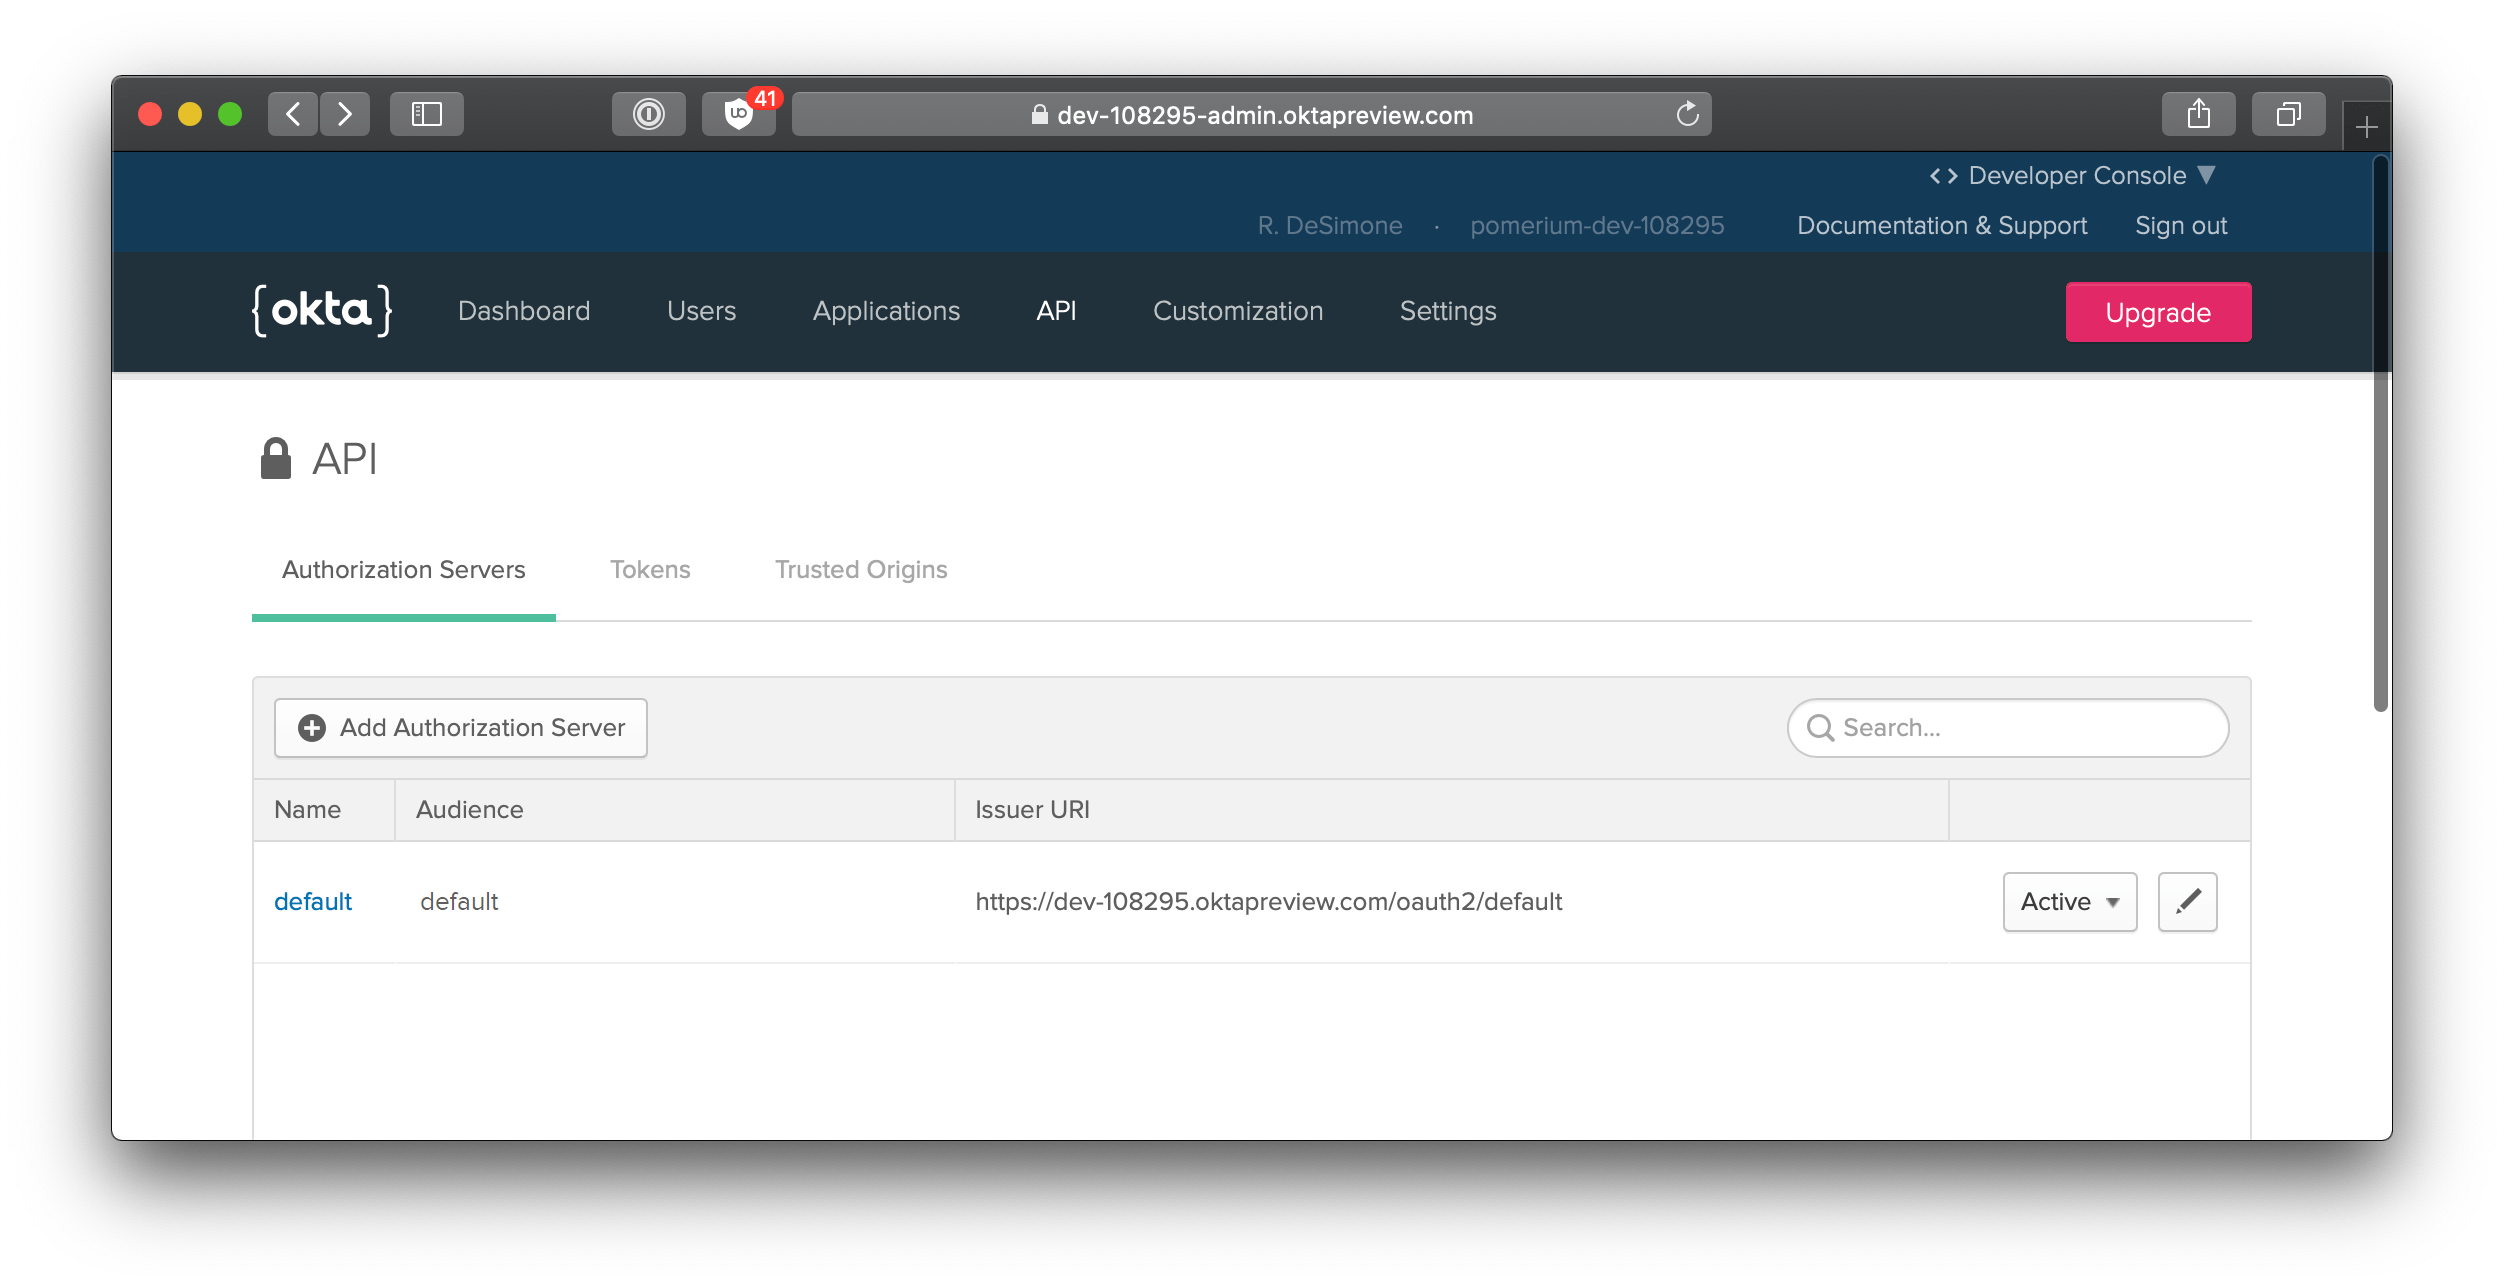 41
dev-108295-admin.oktapreview.com
<> Developer Console ▼
R. DeSimone · pomerium-dev-108295 Documentation & Support Sign out
{okta} Dashboard Users Applications API Customization Settings Upgrade
API
Authorization Servers Tokens Trusted Origins
Add Authorization Server Search...
Name Audience Issuer URI
default default https://dev-108295.oktapreview.com/oauth2/default Active